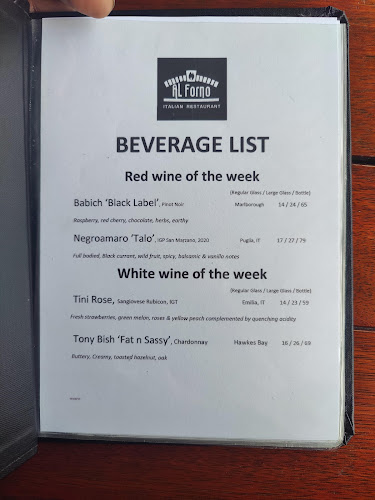 AL Forno
ITALIAN RESTAURANT
BEVERAGE LIST
Red wine of the week
(Regular Glass / Large Glass / Bottle)
Babich ‘Black Label’, Pinot Noir Marlborough 14 / 24 / 65
Raspberry, red cherry, chocolate, herbs, earthy
Negroamaro ‘Talo’, IGP San Marzano, 2020 Puglia, IT 17 / 27 / 79
Full bodied, Black currant, wild fruit, spicy, balsamic & vanilla notes
White wine of the week
(Regular Glass / Large Glass / Bottle)
Tini Rose, Sangiovese Rubicon, IGT Emilia, IT 14 / 23 / 59
Fresh strawberries, green melon, roses & yellow peach complemented by quenching acidity
Tony Bish ‘Fat n Sassy’, Chardonnay Hawkes Bay 16 / 26 / 69
Buttery, Creamy, toasted hazelnut, oak